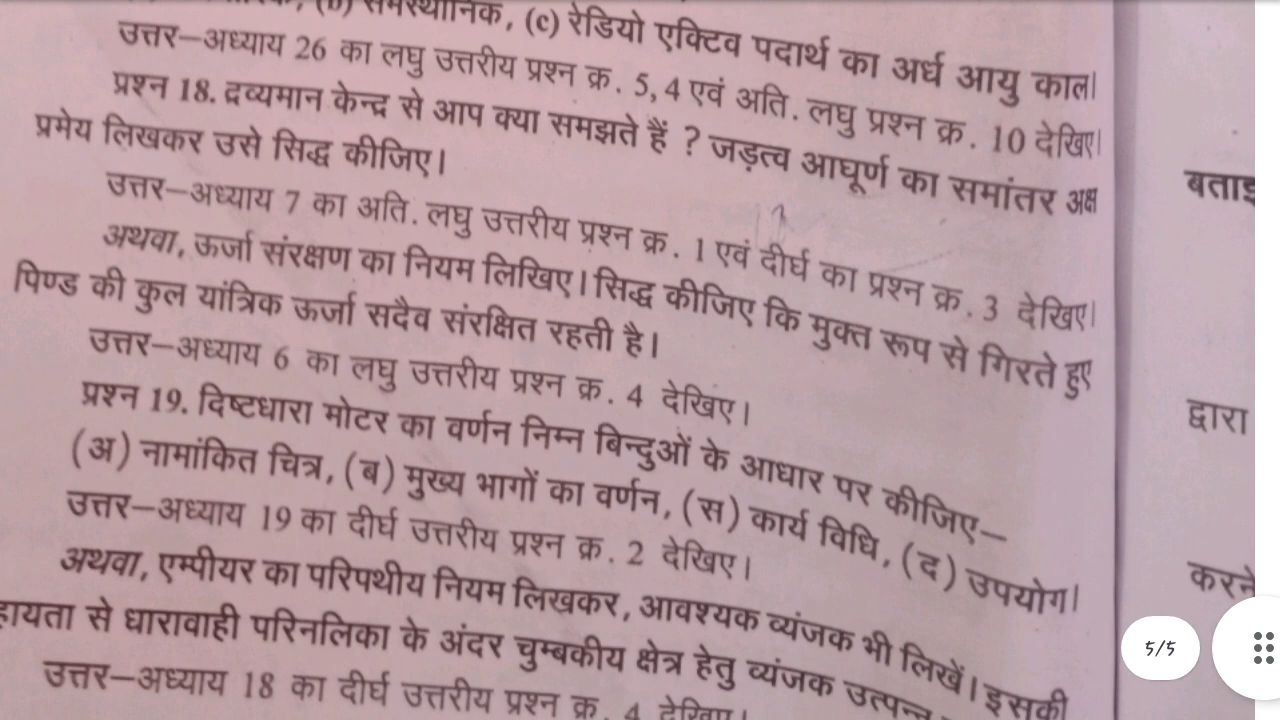 (b) समस्थानिक, (c) रेडियो एक्टिव पदार्थ का अर्ध आयु काल।
उत्तर–अध्याय 26 का लघु उत्तरीय प्रश्न क्र. 5, 4 एवं अति. लघु प्रश्न क्र. 10 देखिए।
प्रश्न 18. द्रव्यमान केन्द्र से आप क्या समझते हैं ? जड़त्व आघूर्ण का समांतर अक्ष
प्रमेय लिखकर उसे सिद्ध कीजिए।
उत्तर–अध्याय 7 का अति. लघु उत्तरीय प्रश्न क्र. 1 एवं दीर्घ का प्रश्न क्र. 3 देखिए।
अथवा, ऊर्जा संरक्षण का नियम लिखिए। सिद्ध कीजिए कि मुक्त रूप से गिरते हुए
पिण्ड की कुल यांत्रिक ऊर्जा सदैव संरक्षित रहती है।
उत्तर–अध्याय 6 का लघु उत्तरीय प्रश्न क्र. 4 देखिए।
प्रश्न 19. दिष्टधारा मोटर का वर्णन निम्न बिन्दुओं के आधार पर कीजिए–
(अ) नामांकित चित्र, (ब) मुख्य भागों का वर्णन, (स) कार्य विधि, (द) उपयोग।
उत्तर–अध्याय 19 का दीर्घ उत्तरीय प्रश्न क्र. 2 देखिए।
अथवा, एम्पीयर का परिपथीय नियम लिखकर, आवश्यक व्यंजक भी लिखें। इसकी
हायता से धारावाही परिनलिका के अंदर चुम्बकीय क्षेत्र हेतु व्यंजक उत्पन्न
उत्तर–अध्याय 18 का दीर्घ उत्तरीय प्रश्न क्र. 4 देखिए।
बताइ
द्वारा
करने
5/5